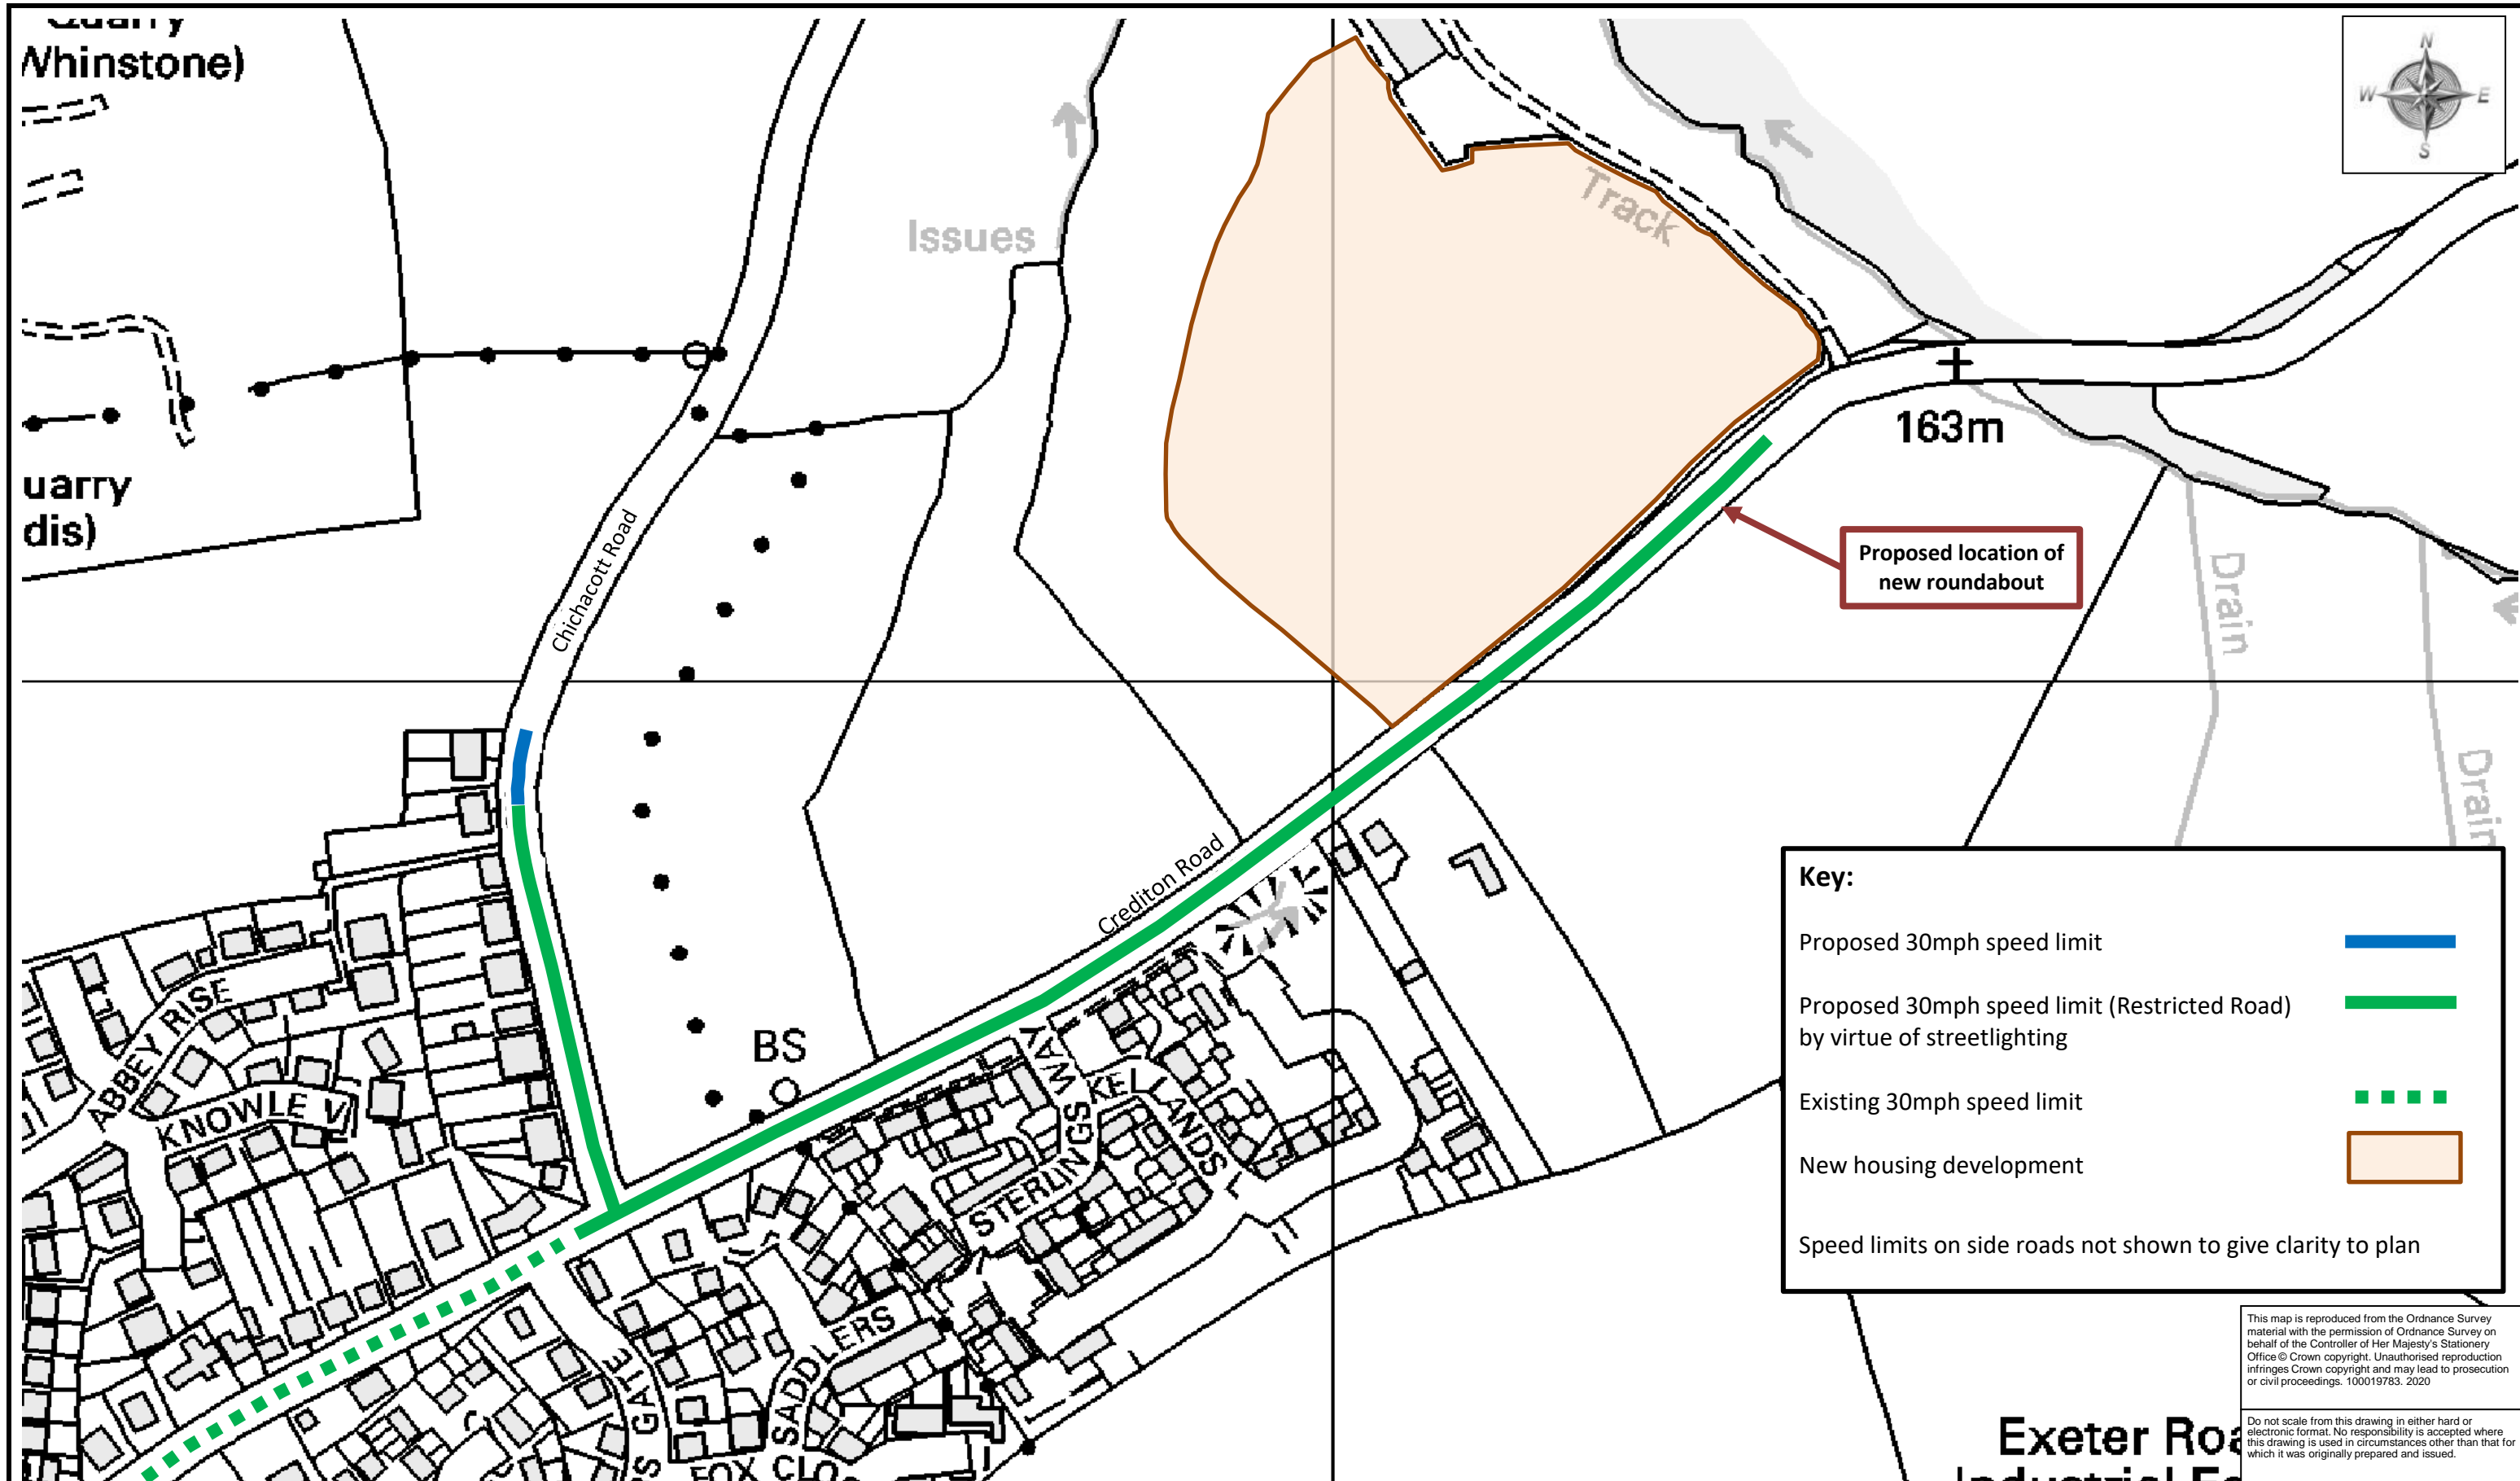 Whinstone)
N
W
E
S
Track
Issues
163m
uarry
dis)
Chichacott Road
Proposed location of
new roundabout
Drain
Drain
Crediton Road
Key:
Proposed 30mph speed limit
Proposed 30mph speed limit (Restricted Road)
by virtue of streetlighting
Existing 30mph speed limit
New housing development
Speed limits on side roads not shown to give clarity to plan
ABBEY RISE
KNOWLE V
BS
STERLINGS WAY
KELLANDS
SADDLERS
GATE
FOX CLO
This map is reproduced from the Ordnance Survey
material with the permission of Ordnance Survey on
behalf of the Controller of Her Majesty's Stationery
Office © Crown copyright. Unauthorised reproduction
infringes Crown copyright and may lead to prosecution
or civil proceedings. 100019783. 2020
Do not scale from this drawing in either hard or
electronic format. No responsibility is accepted where
this drawing is used in circumstances other than that for
which it was originally prepared and issued.
Exeter Roa